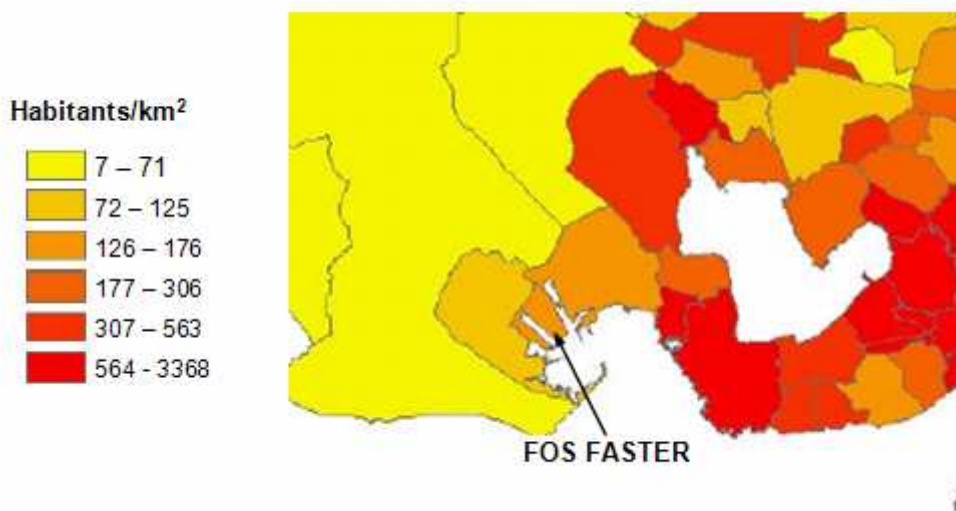 Habitants/km²
7 – 71
72 – 125
126 – 176
177 – 306
307 – 563
564 - 3368
FOS FASTER